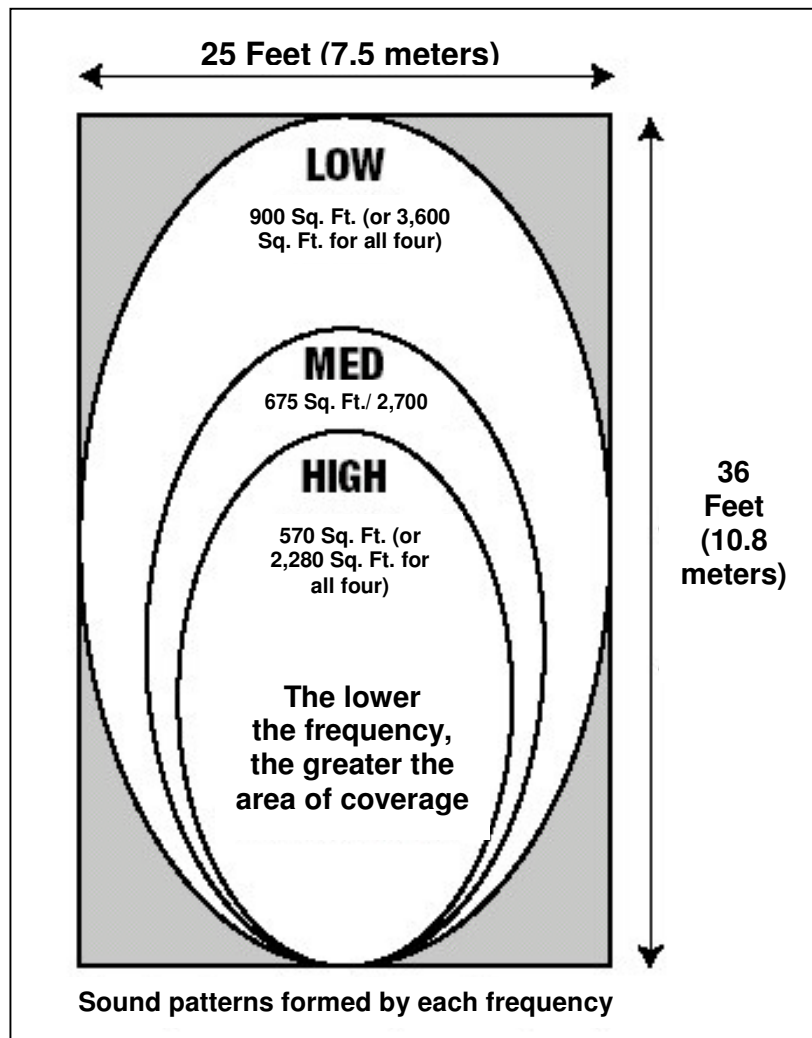 25 Feet (7.5 meters)
LOW
900 Sq. Ft. (or 3,600
Sq. Ft. for all four)
MED
675 Sq. Ft./ 2,700
HIGH
570 Sq. Ft. (or
2,280 Sq. Ft. for
all four)
36
Feet
(10.8
meters)
The lower
the frequency,
the greater the
area of coverage
Sound patterns formed by each frequency